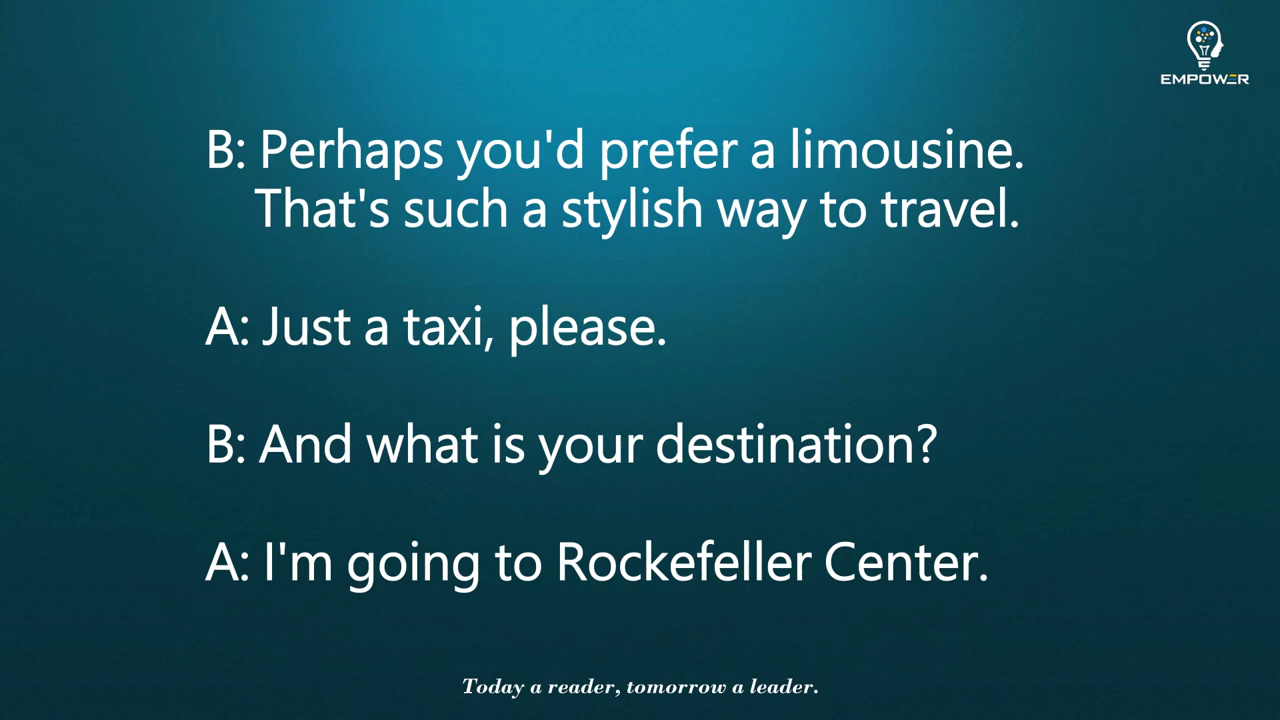 EMPOWER
B: Perhaps you'd prefer a limousine.
That's such a stylish way to travel.
A: Just a taxi, please.
B: And what is your destination?
A: I'm going to Rockefeller Center.
Today a reader, tomorrow a leader.